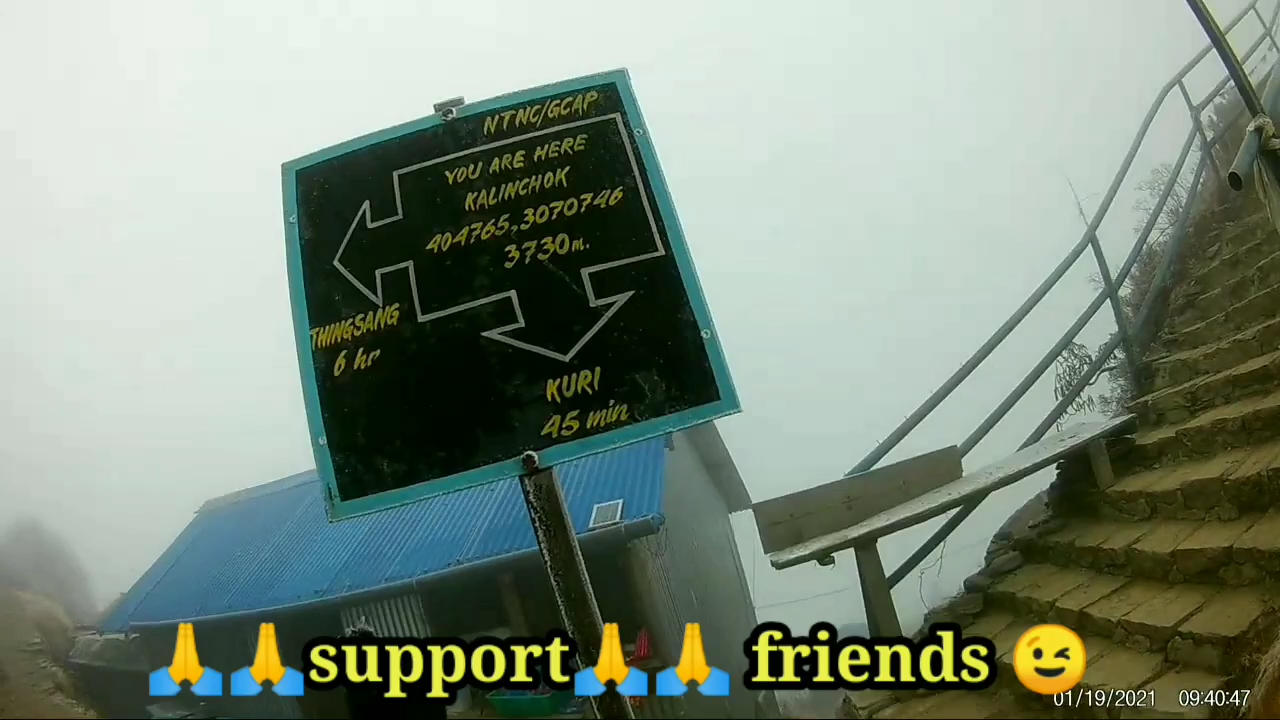 NTNC/GCAP
YOU ARE HERE
KALINCHOK
404765,3070746
3730m.
THINGSANG
6 hr
KURI
45 min
🙏🙏support🙏🙏 friends 😉
01/19/2021 09:40:47